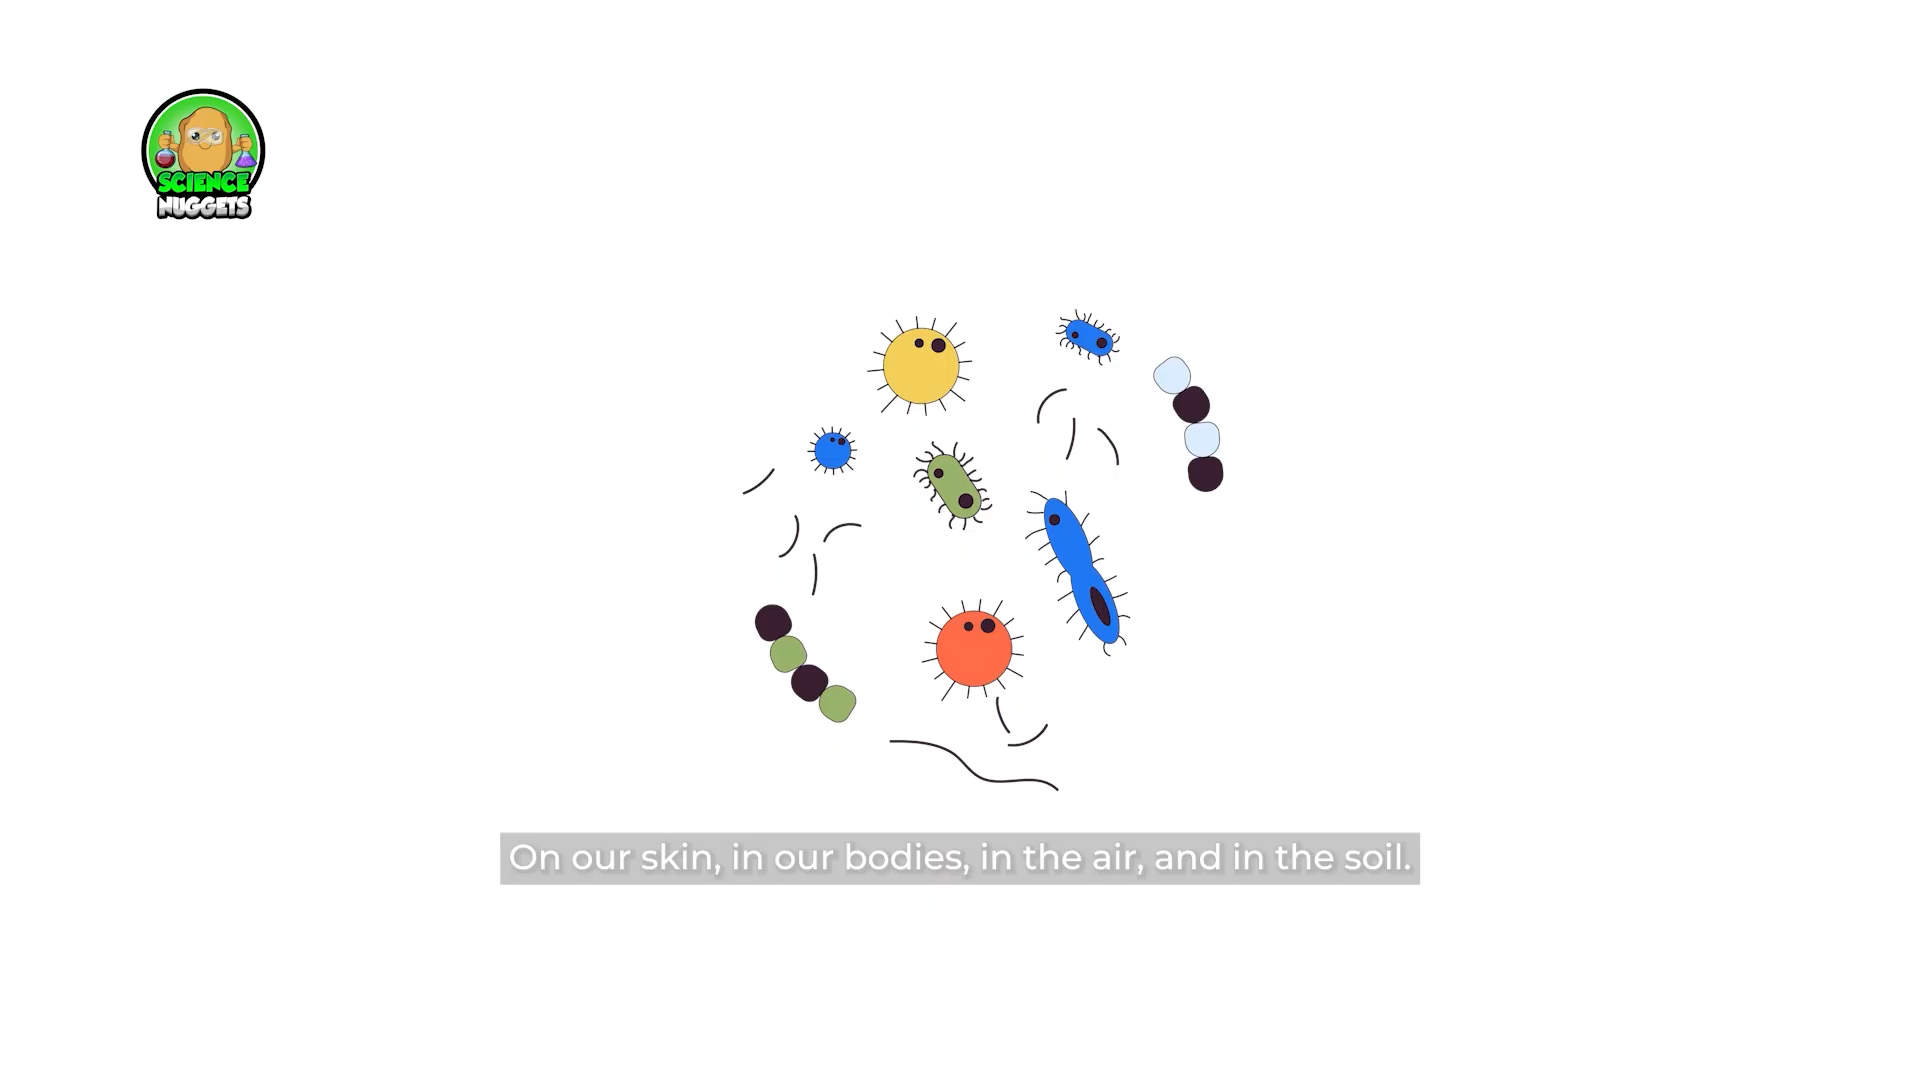 SCIENCE
NUGGETS
On our skin, in our bodies, in the air, and in the soil.